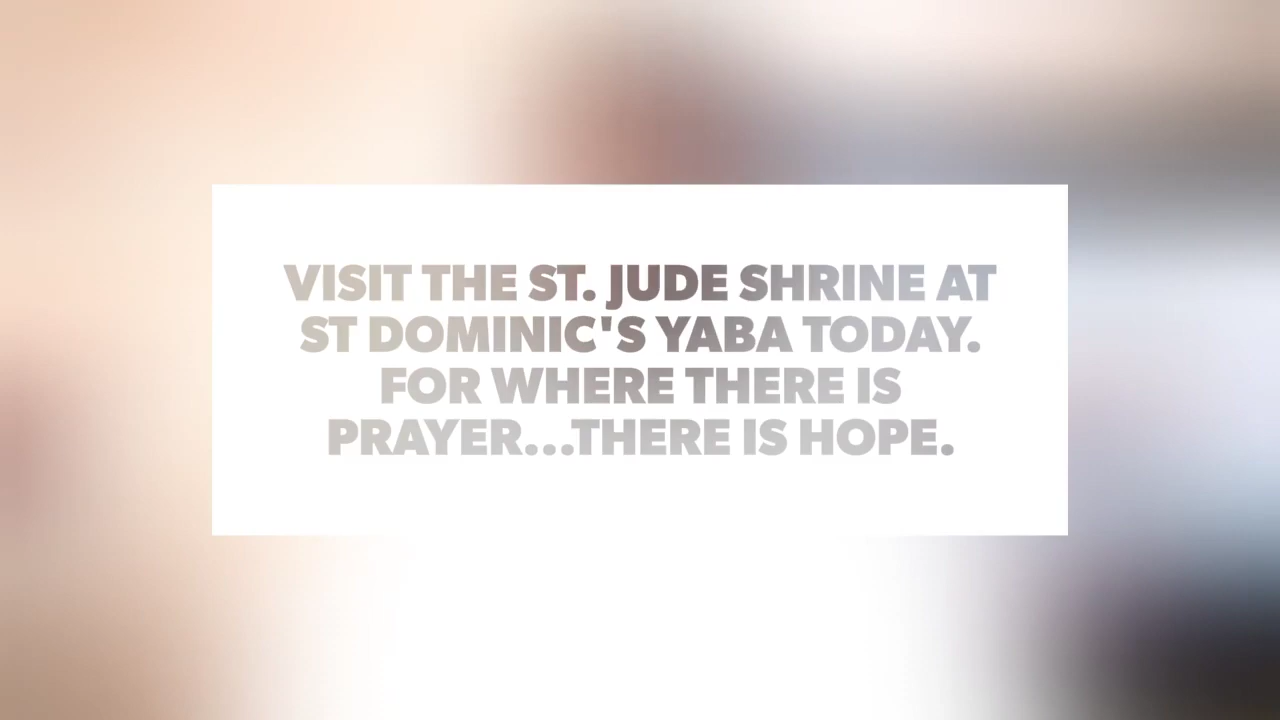 VISIT THE ST. JUDE SHRINE AT
ST DOMINIC'S YABA TODAY.
FOR WHERE THERE IS
PRAYER...THERE IS HOPE.